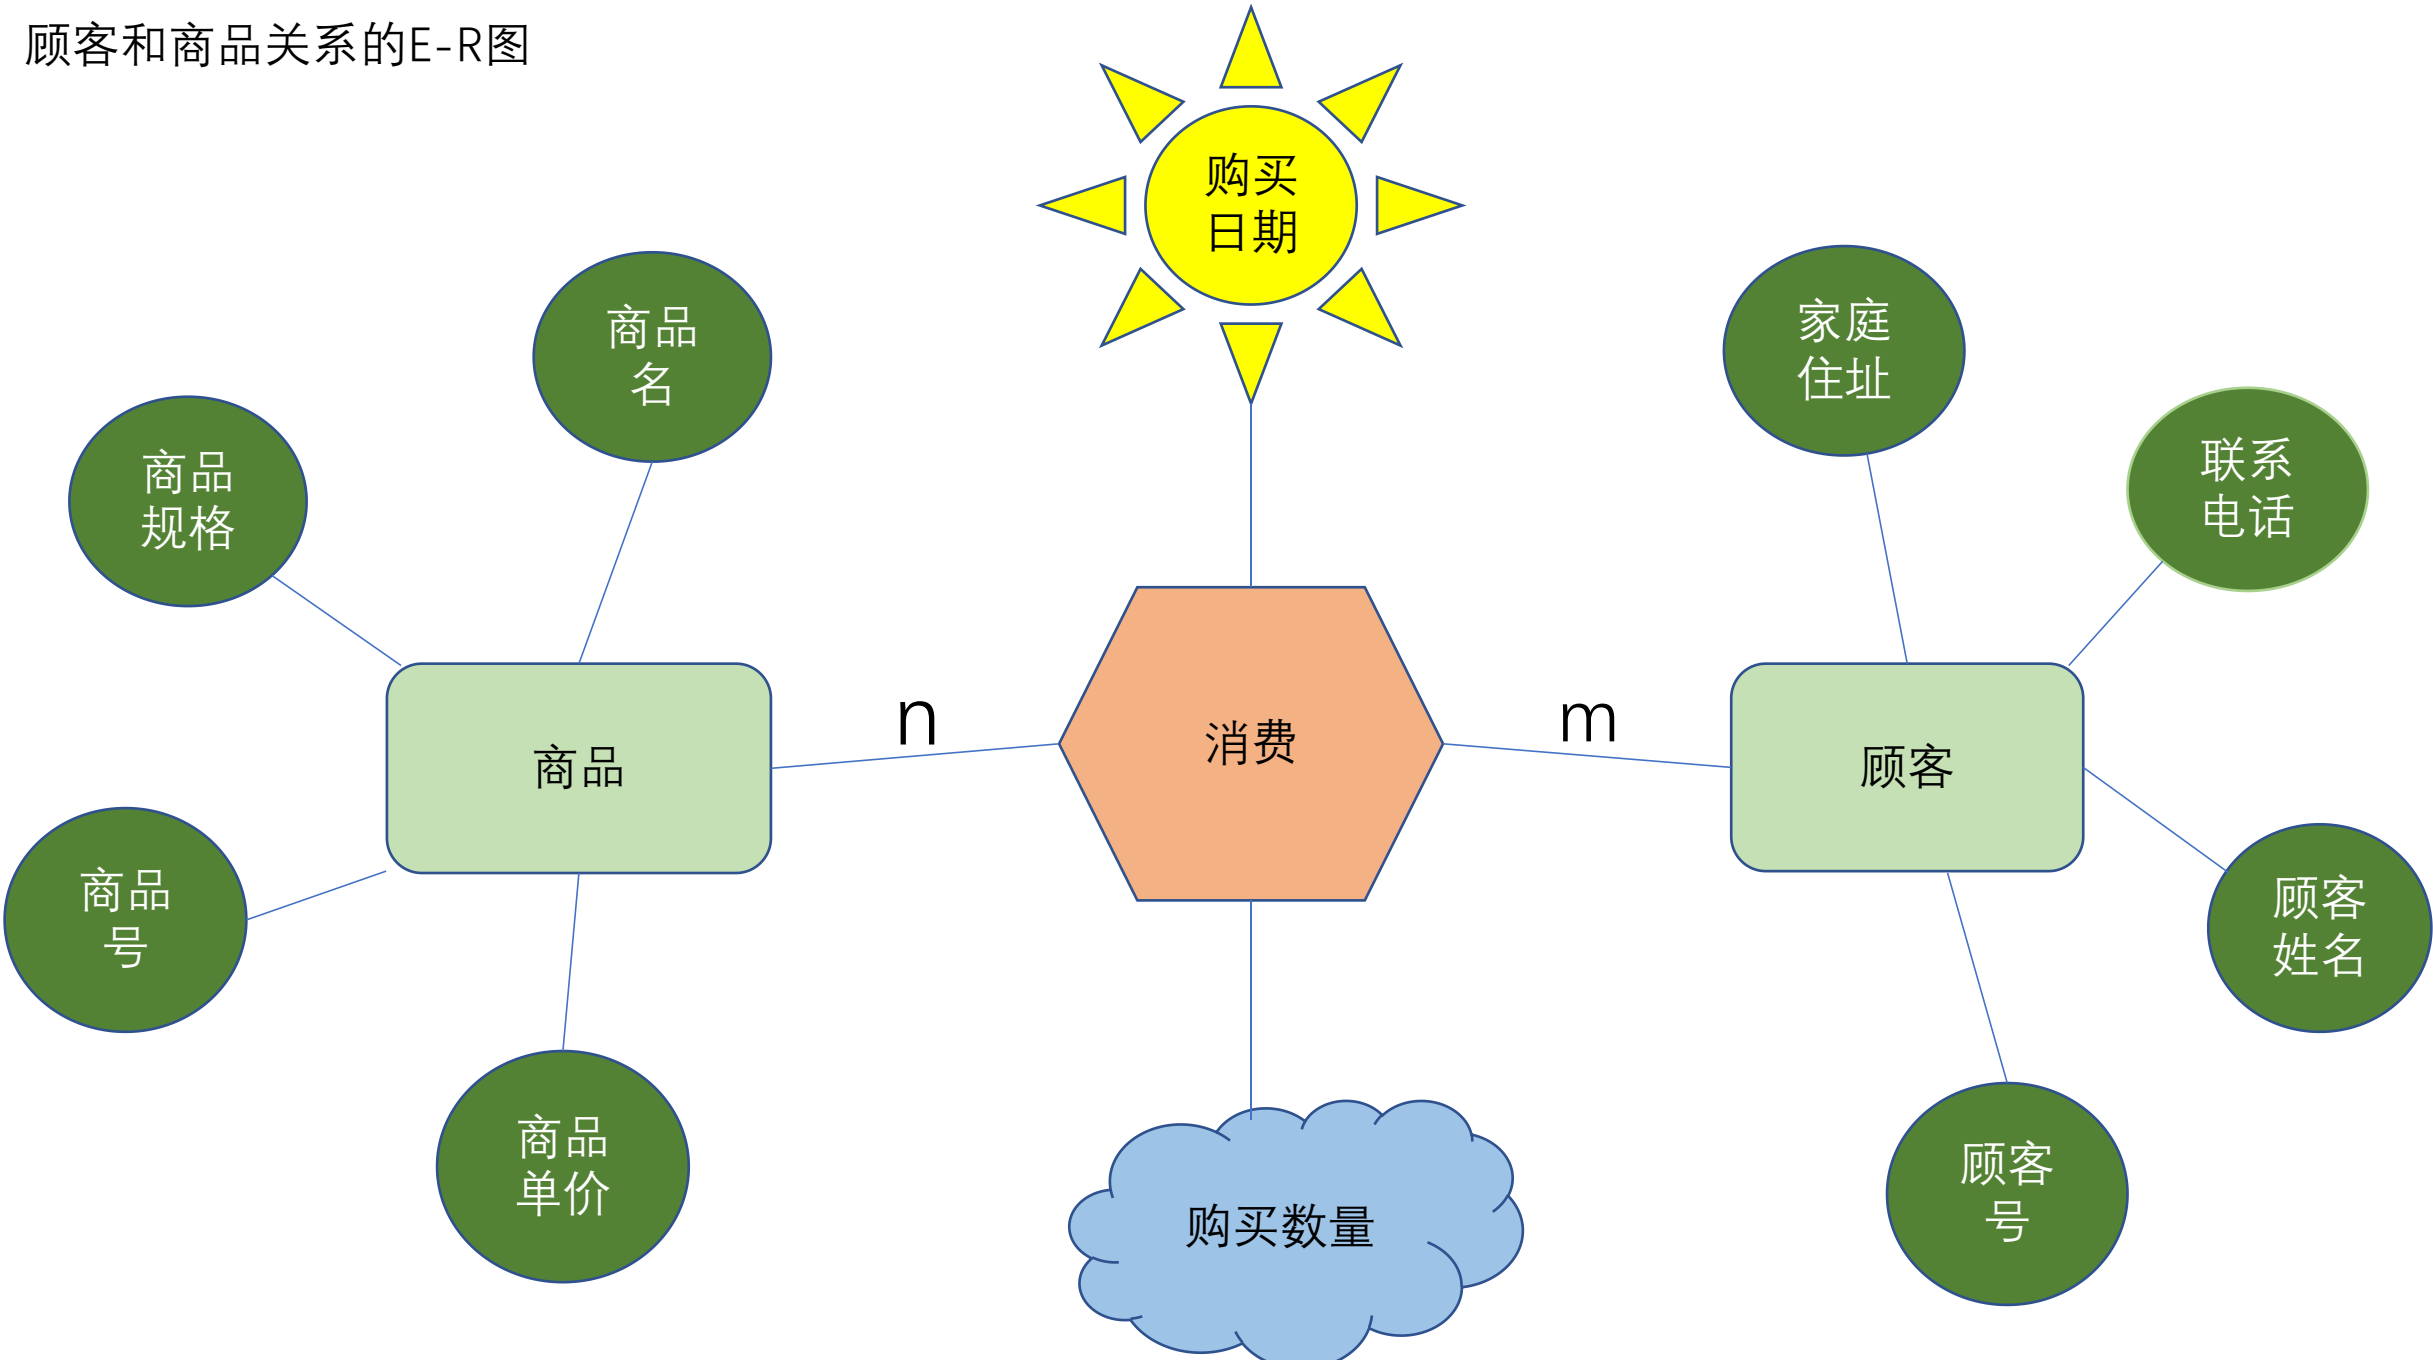 顾客和商品关系的E-R图
购买
日期
商品
名
家庭
住址
商品
规格
联系
电话
n
m
商品
消费
顾客
商品
号
顾客
姓名
商品
单价
顾客
号
购买数量